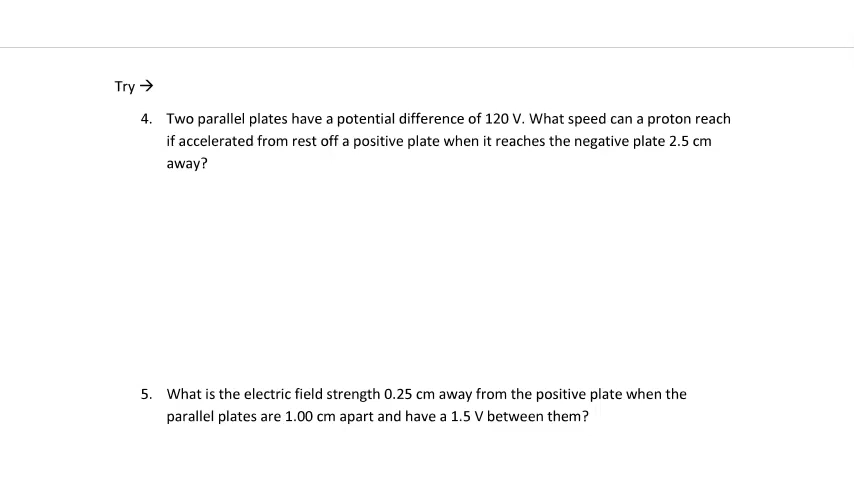 Try →
4. Two parallel plates have a potential difference of 120 V. What speed can a proton reach
if accelerated from rest off a positive plate when it reaches the negative plate 2.5 cm
away?
5. What is the electric field strength 0.25 cm away from the positive plate when the
parallel plates are 1.00 cm apart and have a 1.5 V between them?